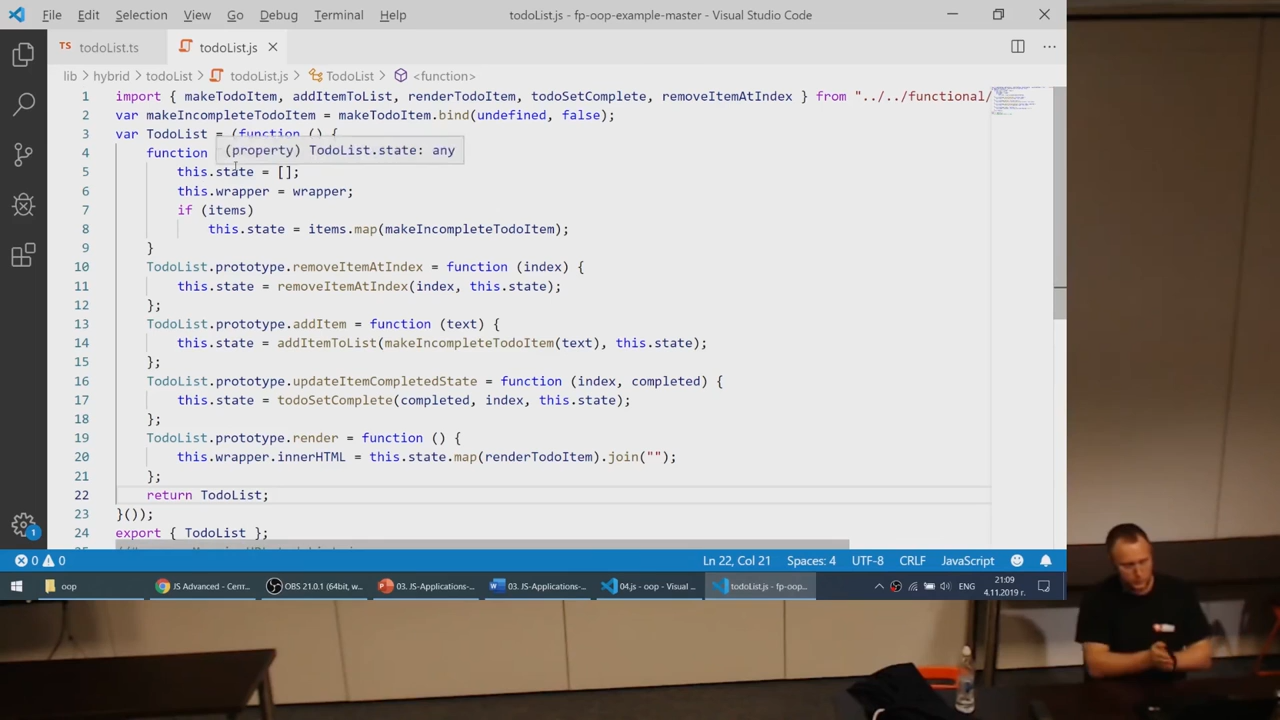 File Edit Selection View Go Debug Terminal Help todoList.js - fp-oop-example-master - Visual Studio Code
TS todoList.ts todoList.js
lib > hybrid > todoList > todoList.js > TodoList > <function>
1 import { makeTodoItem, addItemToList, renderTodoItem, todoSetComplete, removeItemAtIndex } from "../../functional/
2 var makeIncompleteTodoItem = makeTodoItem.bind(undefined, false);
3 var TodoList = (function () {
4 function
(property) TodoList.state: any
5 this.state = [];
6 this.wrapper = wrapper;
7 if (items)
8 this.state = items.map(makeIncompleteTodoItem);
9 }
10 TodoList.prototype.removeItemAtIndex = function (index) {
11 this.state = removeItemAtIndex(index, this.state);
12 };
13 TodoList.prototype.addItem = function (text) {
14 this.state = addItemToList(makeIncompleteTodoItem(text), this.state);
15 };
16 TodoList.prototype.updateItemCompletedState = function (index, completed) {
17 this.state = todoSetComplete(completed, index, this.state);
18 };
19 TodoList.prototype.render = function () {
20 this.wrapper.innerHTML = this.state.map(renderTodoItem).join("");
21 };
22 return TodoList;
23 }());
24 export { TodoList };
1
0 0 Ln 22, Col 21 Spaces: 4 UTF-8 CRLF JavaScript
oop JS Advanced - Cent... OBS 21.0.1 (64bit, w... 03. JS-Applications-... 03. JS-Applications-... 04.js - oop - Visual ... todoList.js - fp-oop... ENG 21:09
4.11.2019 г.